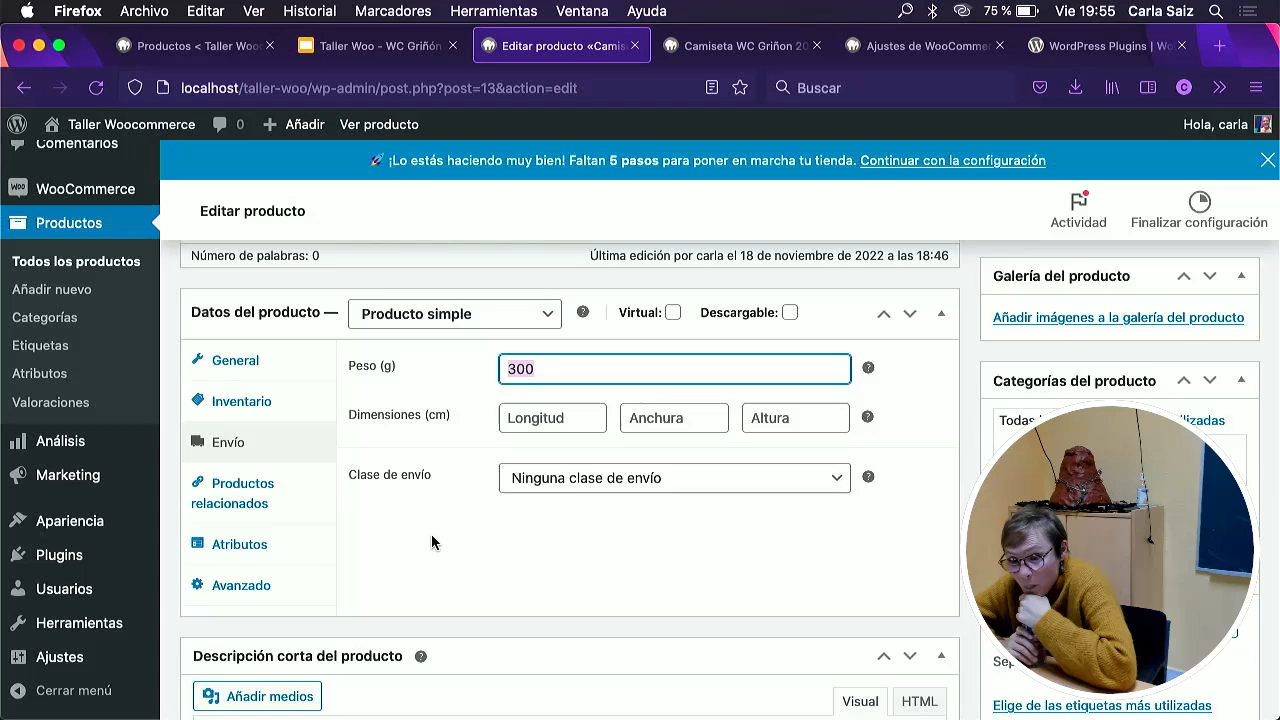 Firefox Archivo Editar Ver Historial Marcadores Herramientas Ventana Ayuda 75 % Vie 19:55 Carla Saiz
Productos < Taller Woo
Taller Woo - WC Griñón
Editar producto «Camis
Camiseta WC Griñon 20
Ajustes de WooComme
WordPress Plugins | Wo
localhost/taller-woo/wp-admin/post.php?post=13&action=edit
Buscar
Taller Woocommerce 0 Añadir Ver producto Hola, carla
Comentarios
WooCommerce
Productos
Todos los productos
Añadir nuevo
Categorías
Etiquetas
Atributos
Valoraciones
Análisis
Marketing
Apariencia
Plugins
Usuarios
Herramientas
Ajustes
Cerrar menú
¡Lo estás haciendo muy bien! Faltan 5 pasos para poner en marcha tu tienda. Continuar con la configuración
Editar producto
Actividad
Finalizar configuración
Número de palabras: 0
Última edición por carla el 18 de noviembre de 2022 a las 18:46
Datos del producto —
Producto simple
Virtual:
Descargable:
General
Inventario
Envío
Productos
relacionados
Atributos
Avanzado
Peso (g)
300
Dimensiones (cm)
Longitud
Anchura
Altura
Clase de envío
Ninguna clase de envío
Descripción corta del producto
Añadir medios
Visual
HTML
Galería del producto
Añadir imágenes a la galería del producto
Categorías del producto
Todas
Elige de las etiquetas más utilizadas